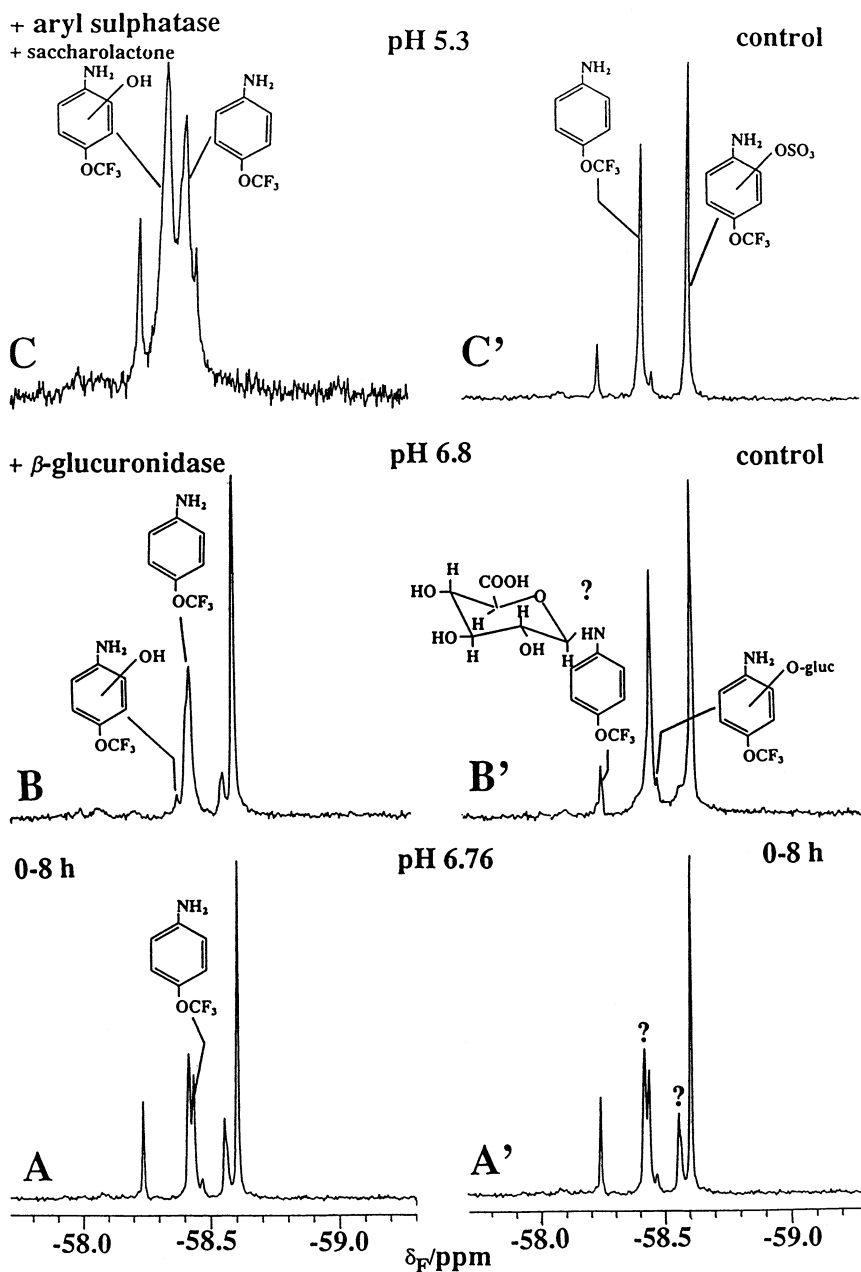 + aryl sulphatase
+ saccharolactone
pH 5.3
control
NH₂
OH
OCF₃
NH₂
OCF₃
NH₂
OCF₃
NH₂
OSO₃
OCF₃
C
C’
+ β-glucuronidase
pH 6.8
control
NH₂
OCF₃
NH₂
OH
OCF₃
H
COOH
HO
O
?
H
H
HN
HO
OH
H
H
OCF₃
NH₂
O-gluc
OCF₃
B
B’
0-8 h
pH 6.76
0-8 h
NH₂
OCF₃
?
?
A
A’
-58.0
-58.5
-59.0
-58.0
-58.5
-59.0
δF/ppm